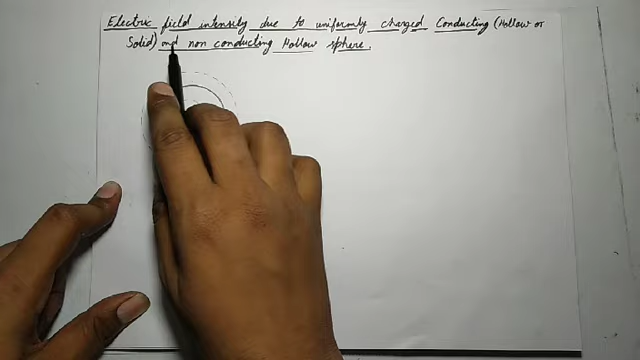 Electric field intensity due to uniformly charged Conducting (Hollow or
Solid) and non conducting Hollow sphere.